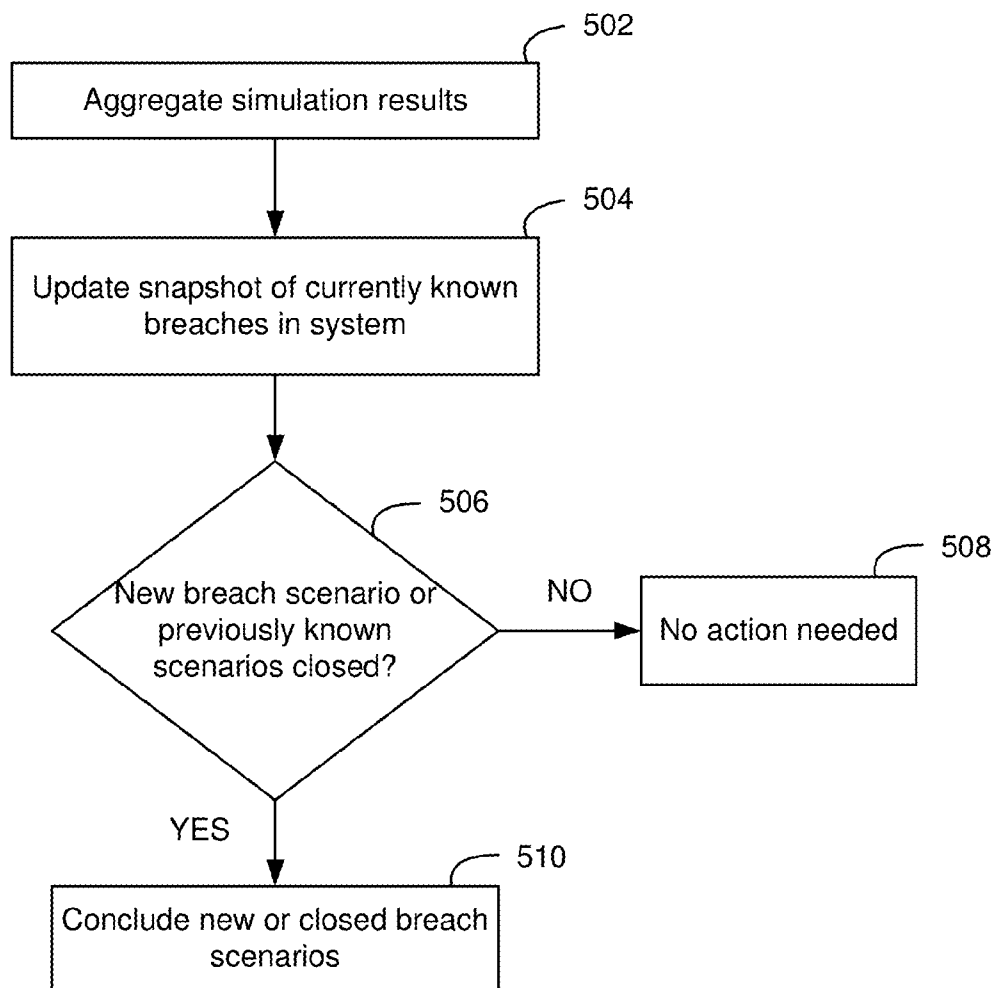 502
Aggregate simulation results
504
Update snapshot of currently known
breaches in system
506
New breach scenario or
previously known
scenarios closed?
NO
508
No action needed
YES
510
Conclude new or closed breach
scenarios